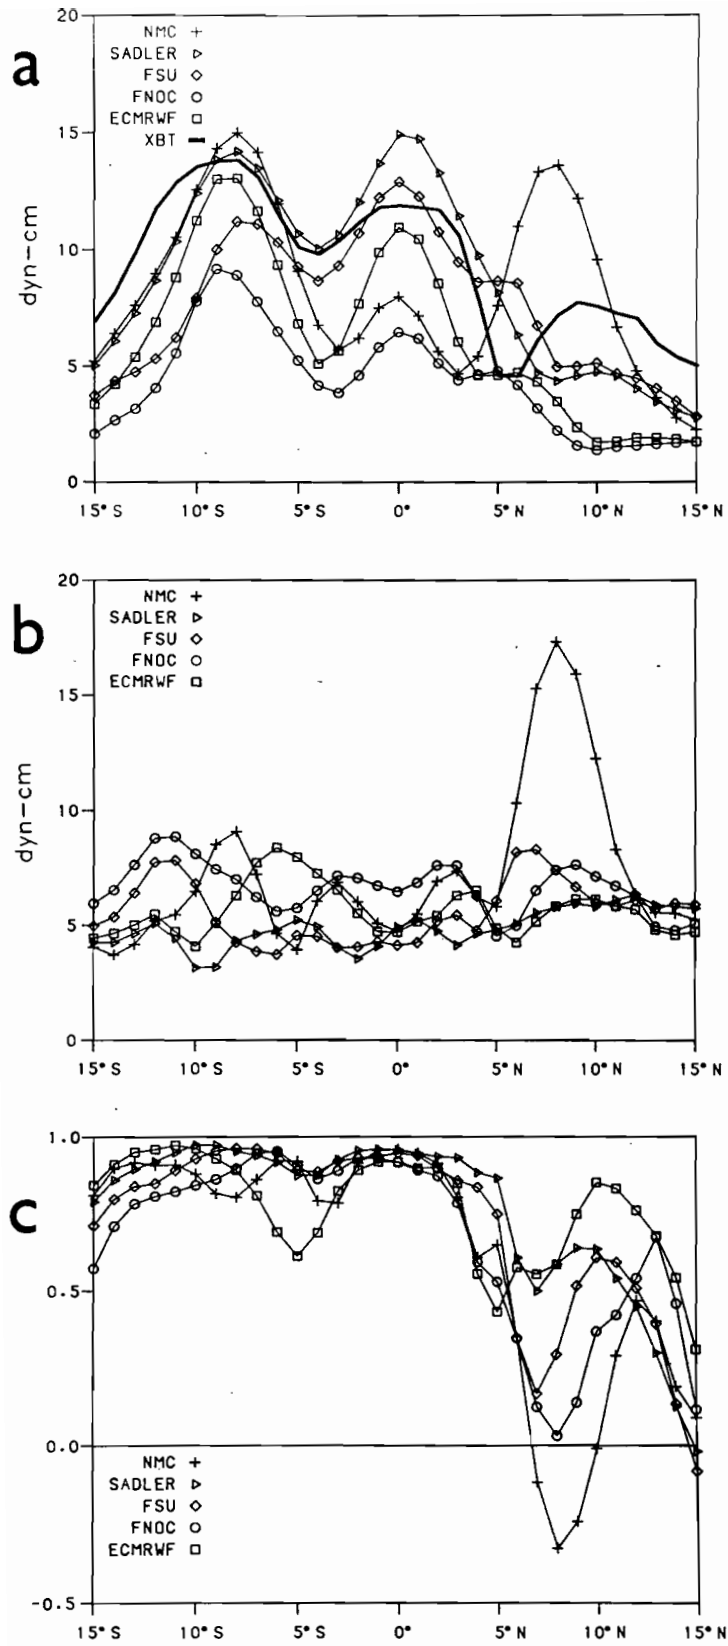 20
NMC +
SADLER
FSU
FNOC
ECMRWF
XBT
a
15
dyn-cm
10
5
0
15°S 10°S 5°S 0° 5°N 10°N 15°N
20
NMC +
SADLER
FSU
FNOC
ECMRWF
b
15
dyn-cm
10
5
0
15°S 10°S 5°S 0° 5°N 10°N 15°N
1.0
c
0.5
0.0
NMC +
SADLER
FSU
FNOC
ECMRWF
-0.5
15°S 10°S 5°S 0° 5°N 10°N 15°N